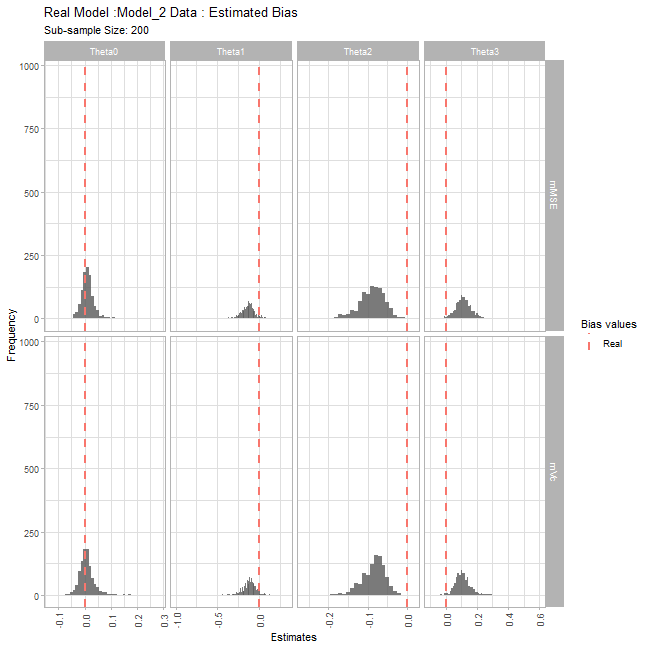 Real Model :Model_2 Data : Estimated Bias
Sub-sample Size: 200
Theta0 Theta1 Theta2 Theta3
1000
750
500
250
0
mMSE
1000
750
500
250
0
mVc
Frequency
-0.1 0.0 0.1 0.2 0.3 -1.0 -0.5 0.0 -0.2 -0.1 0.0 0.0 0.2 0.4 0.6
Estimates
Bias values
Real